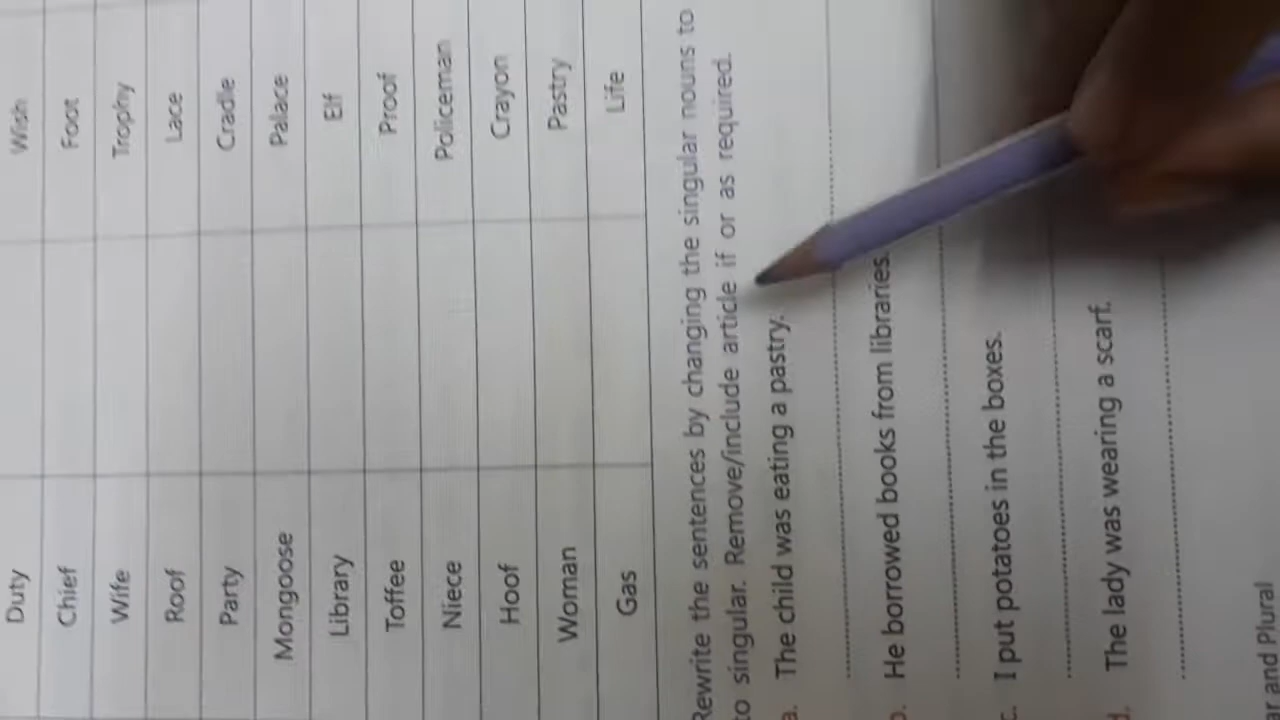 Duty Wish
Chief Foot
Wife Trophy
Roof Lace
Party Cradle
Mongoose Palace
Library Elf
Toffee Proof
Niece Policeman
Hoof Crayon
Woman Pastry
Gas Life
Rewrite the sentences by changing the singular nouns to
to singular. Remove/include article if or as required.
a. The child was eating a pastry.
b. He borrowed books from libraries.
c. I put potatoes in the boxes.
d. The lady was wearing a scarf.
and Plural